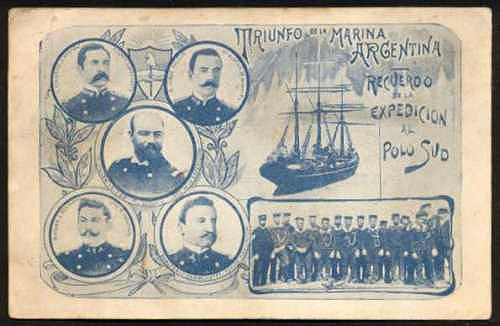 TRIUNFO DE LA MARINA
ARGENTINA
RECUERDO
DE LA
EXPEDICION
AL
POLO SUD